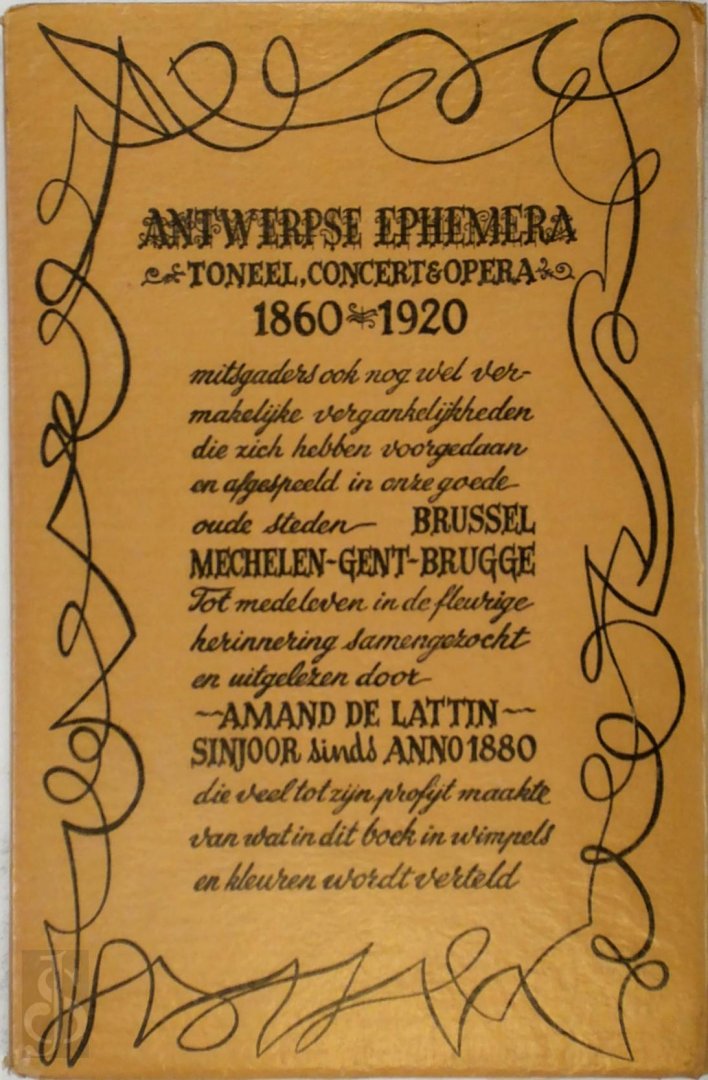 ANTWERPSE EPHEMERA
TONEEL, CONCERT & OPERA
1860 * 1920
mitsgaders ook nog wel ver-
makelijke vergankelijkheden
die zich hebben voorgedaan
en afgespeeld in onze goede
oude steden — BRUSSEL
MECHELEN-GENT-BRUGGE
Tot medeleven in de fleurige
herinnering samengezocht
en uitgelezen door
~AMAND DE LATTIN~
SINJOOR sinds ANNO 1880
die veel tot zijn profijt maakte
van wat in dit boek in wimpels
en kleuren wordt verteld